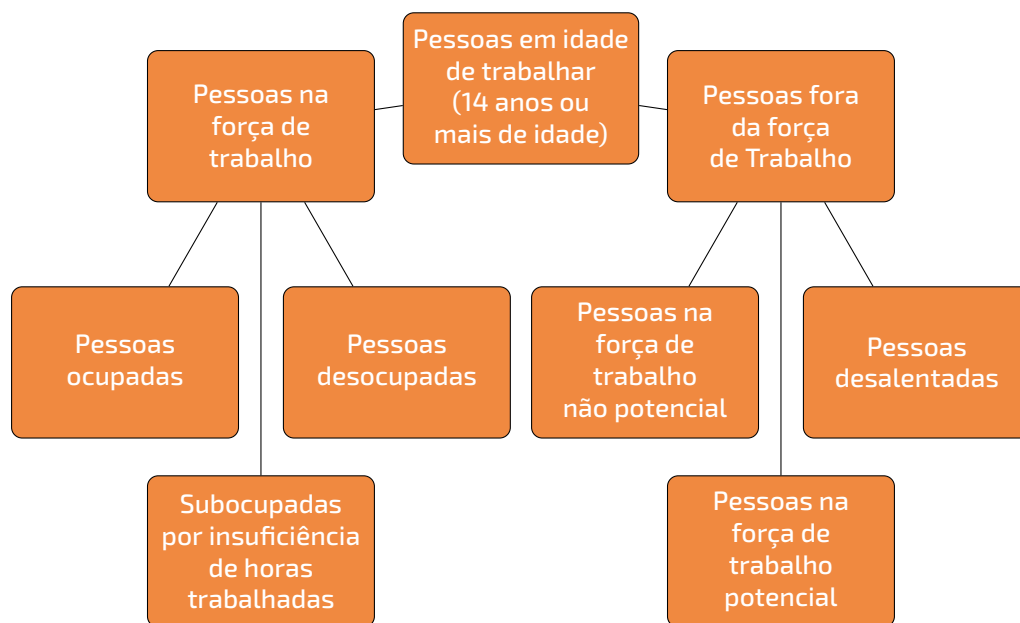 Pessoas em idade
de trabalhar
(14 anos ou
mais de idade)
Pessoas na
força de
trabalho
Pessoas fora
da força
de Trabalho
Pessoas
ocupadas
Pessoas
desocupadas
Pessoas na
força de
trabalho
não potencial
Pessoas
desalentadas
Subocupadas
por insuficiência
de horas
trabalhadas
Pessoas na
força de
trabalho
potencial